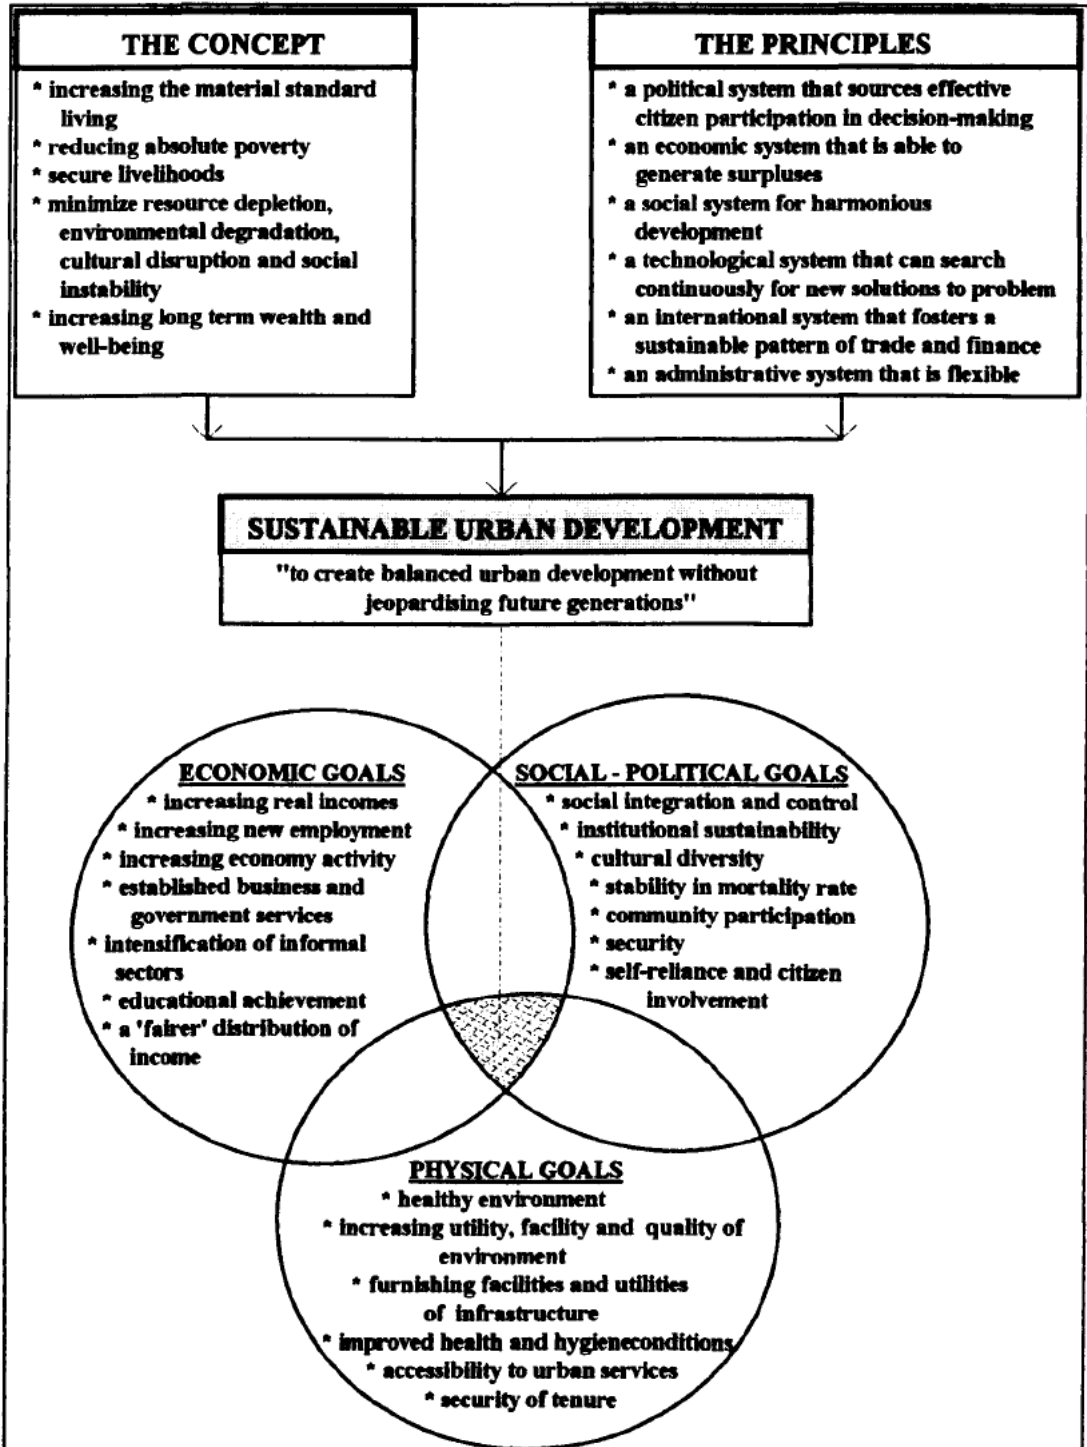 THE CONCEPT
* increasing the material standard
living
* reducing absolute poverty
* secure livelihoods
* minimize resource depletion,
environmental degradation,
cultural disruption and social
instability
* increasing long term wealth and
well-being
THE PRINCIPLES
* a political system that sources effective
citizen participation in decision-making
* an economic system that is able to
generate surpluses
* a social system for harmonious
development
* a technological system that can search
continuously for new solutions to problem
* an international system that fosters a
sustainable pattern of trade and finance
* an administrative system that is flexible
SUSTAINABLE URBAN DEVELOPMENT
"to create balanced urban development without
jeopardising future generations"
ECONOMIC GOALS
* increasing real incomes
* increasing new employment
* increasing economy activity
* established business and
government services
* intensification of informal
sectors
* educational achievement
* a 'fairer' distribution of
income
SOCIAL - POLITICAL GOALS
* social integration and control
* institutional sustainability
* cultural diversity
* stability in mortality rate
* community participation
* security
* self-reliance and citizen
involvement
PHYSICAL GOALS
* healthy environment
* increasing utility, facility and quality of
environment
* furnishing facilities and utilities
of infrastructure
* improved health and hygieneconditions
* accessibility to urban services
* security of tenure